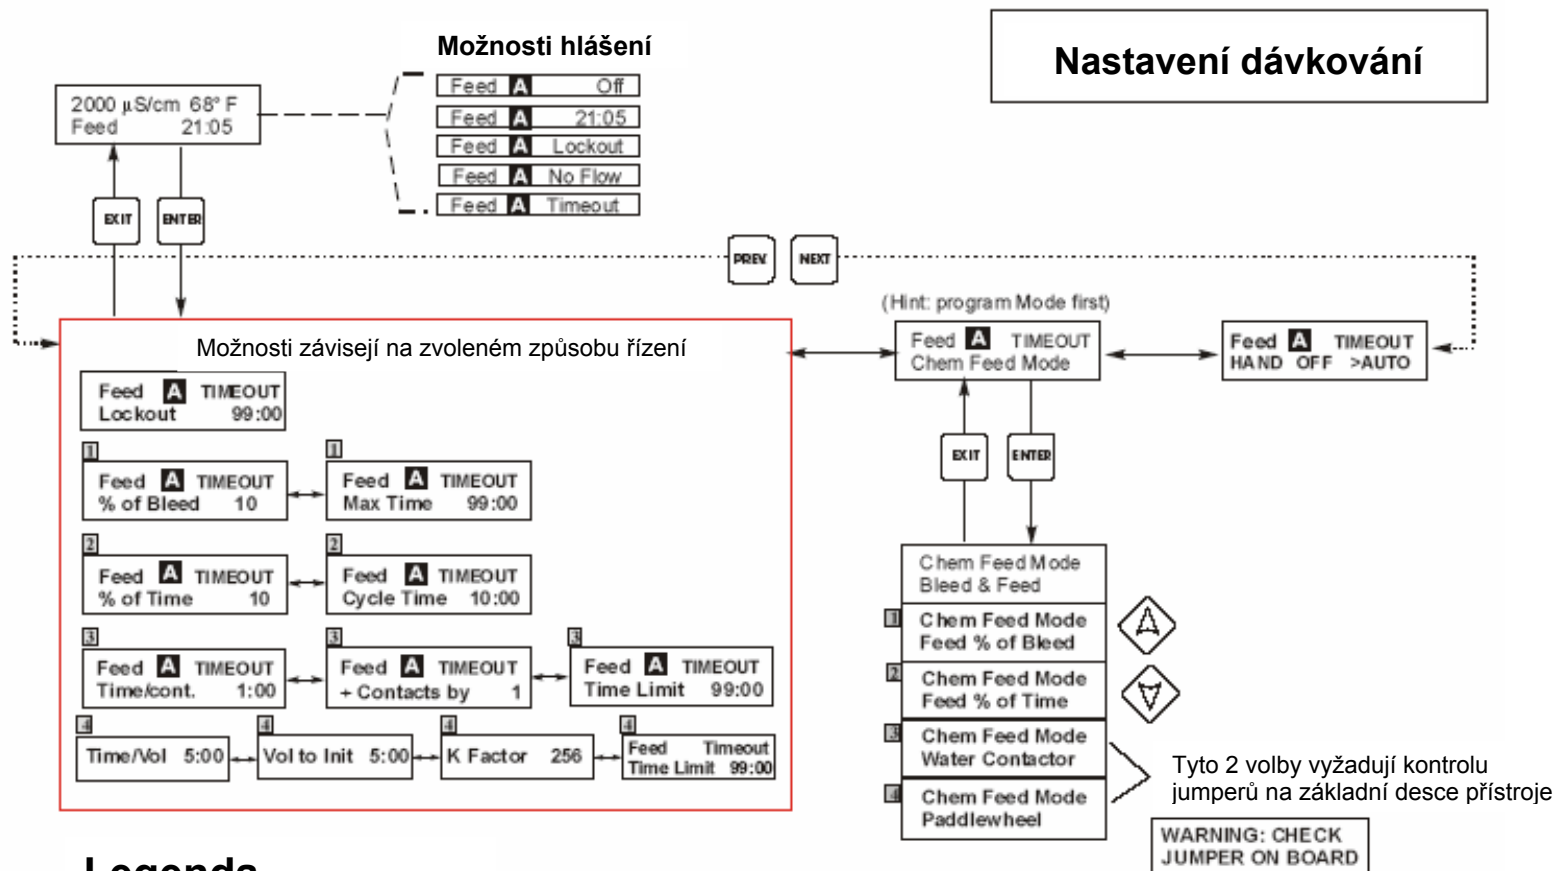 Možnosti hlášení
Nastavení dávkování
2000 µS/cm 68° F
Feed 21:05
Feed A Off
Feed A 21:05
Feed A Lockout
Feed A No Flow
Feed A Timeout
EXIT
ENTER
PREV.
NEXT
(Hint: program Mode first)
Feed A TIMEOUT
Chem Feed Mode
Feed A TIMEOUT
HAND OFF >AUTO
Možnosti závisejí na zvoleném způsobu řízení
Feed A TIMEOUT
Lockout 99:00
1
Feed A TIMEOUT
% of Bleed 10
1
Feed A TIMEOUT
Max Time 99:00
2
Feed A TIMEOUT
% of Time 10
2
Feed A TIMEOUT
Cycle Time 10:00
3
Feed A TIMEOUT
Time/cont. 1:00
3
Feed A TIMEOUT
+ Contacts by 1
3
Feed A TIMEOUT
Time Limit 99:00
4
Time/Vol 5:00
4
Vol to Init 5:00
4
K Factor 256
4
Feed Timeout
Time Limit 99:00
EXIT
ENTER
Chem Feed Mode
Bleed & Feed
1
Chem Feed Mode
Feed % of Bleed
2
Chem Feed Mode
Feed % of Time
3
Chem Feed Mode
Water Contactor
4
Chem Feed Mode
Paddlewheel
Tyto 2 volby vyžadují kontrolu
jumperů na základní desce přístroje
WARNING: CHECK
JUMPER ON BOARD
Legenda